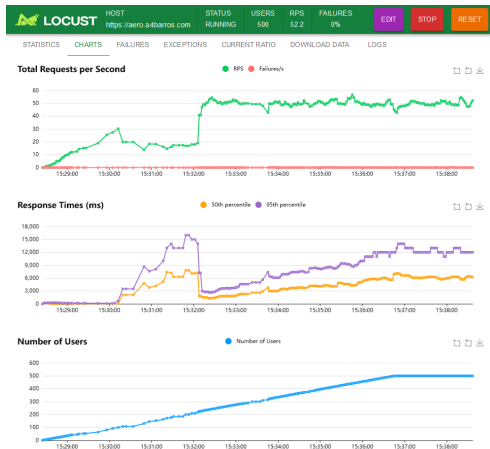 LOCUST
HOST
https://aero.a4barros.com
STATUS
RUNNING
USERS
500
RPS
52.2
FAILURES
0%
EDIT
STOP
RESET
STATISTICS CHARTS FAILURES EXCEPTIONS CURRENT RATIO DOWNLOAD DATA LOGS
Total Requests per Second
RPS Failures/s
60
50
40
30
20
10
0
15:29:00 15:30:00 15:31:00 15:32:00 15:33:00 15:34:00 15:35:00 15:36:00 15:37:00 15:38:00
Response Times (ms)
50th percentile 95th percentile
18,000
15,000
12,000
9,000
6,000
3,000
0
15:29:00 15:30:00 15:31:00 15:32:00 15:33:00 15:34:00 15:35:00 15:36:00 15:37:00 15:38:00
Number of Users
Number of Users
600
500
400
300
200
100
0
15:29:00 15:30:00 15:31:00 15:32:00 15:33:00 15:34:00 15:35:00 15:36:00 15:37:00 15:38:00